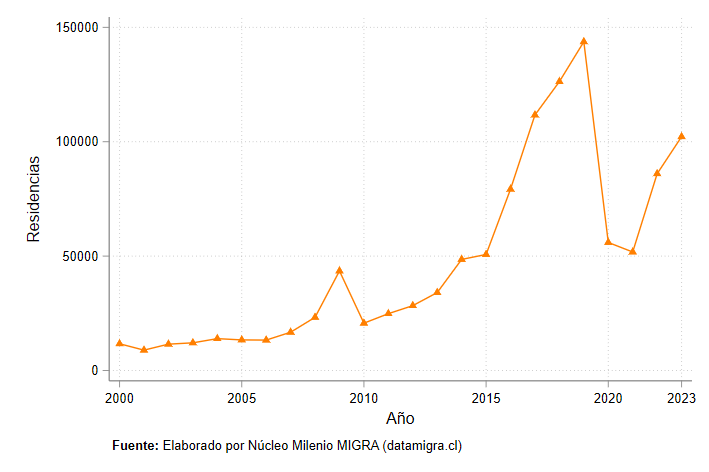 150000
100000
50000
0
Residencias
2000 2005 2010 2015 2020 2023
Año
Fuente: Elaborado por Núcleo Milenio MIGRA (datamigra.cl)